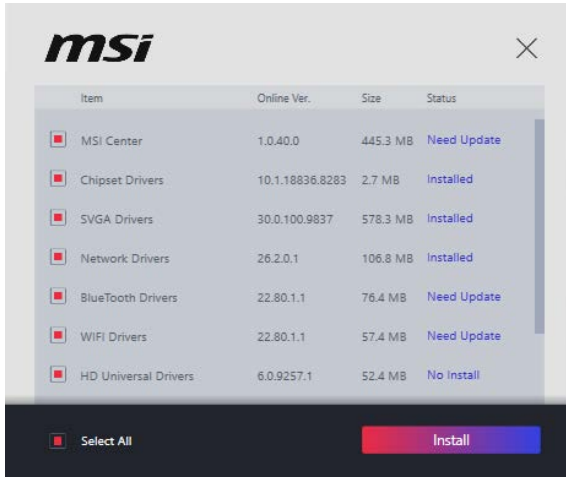 msi
Item Online Ver. Size Status
MSI Center 1.0.40.0 445.3 MB Need Update
Chipset Drivers 10.1.18836.8283 2.7 MB Installed
SVGA Drivers 30.0.100.9837 578.3 MB Installed
Network Drivers 26.2.0.1 106.8 MB Installed
BlueTooth Drivers 22.80.1.1 76.4 MB Need Update
WIFI Drivers 22.80.1.1 57.4 MB Need Update
HD Universal Drivers 6.0.9257.1 52.4 MB No Install
Select All Install